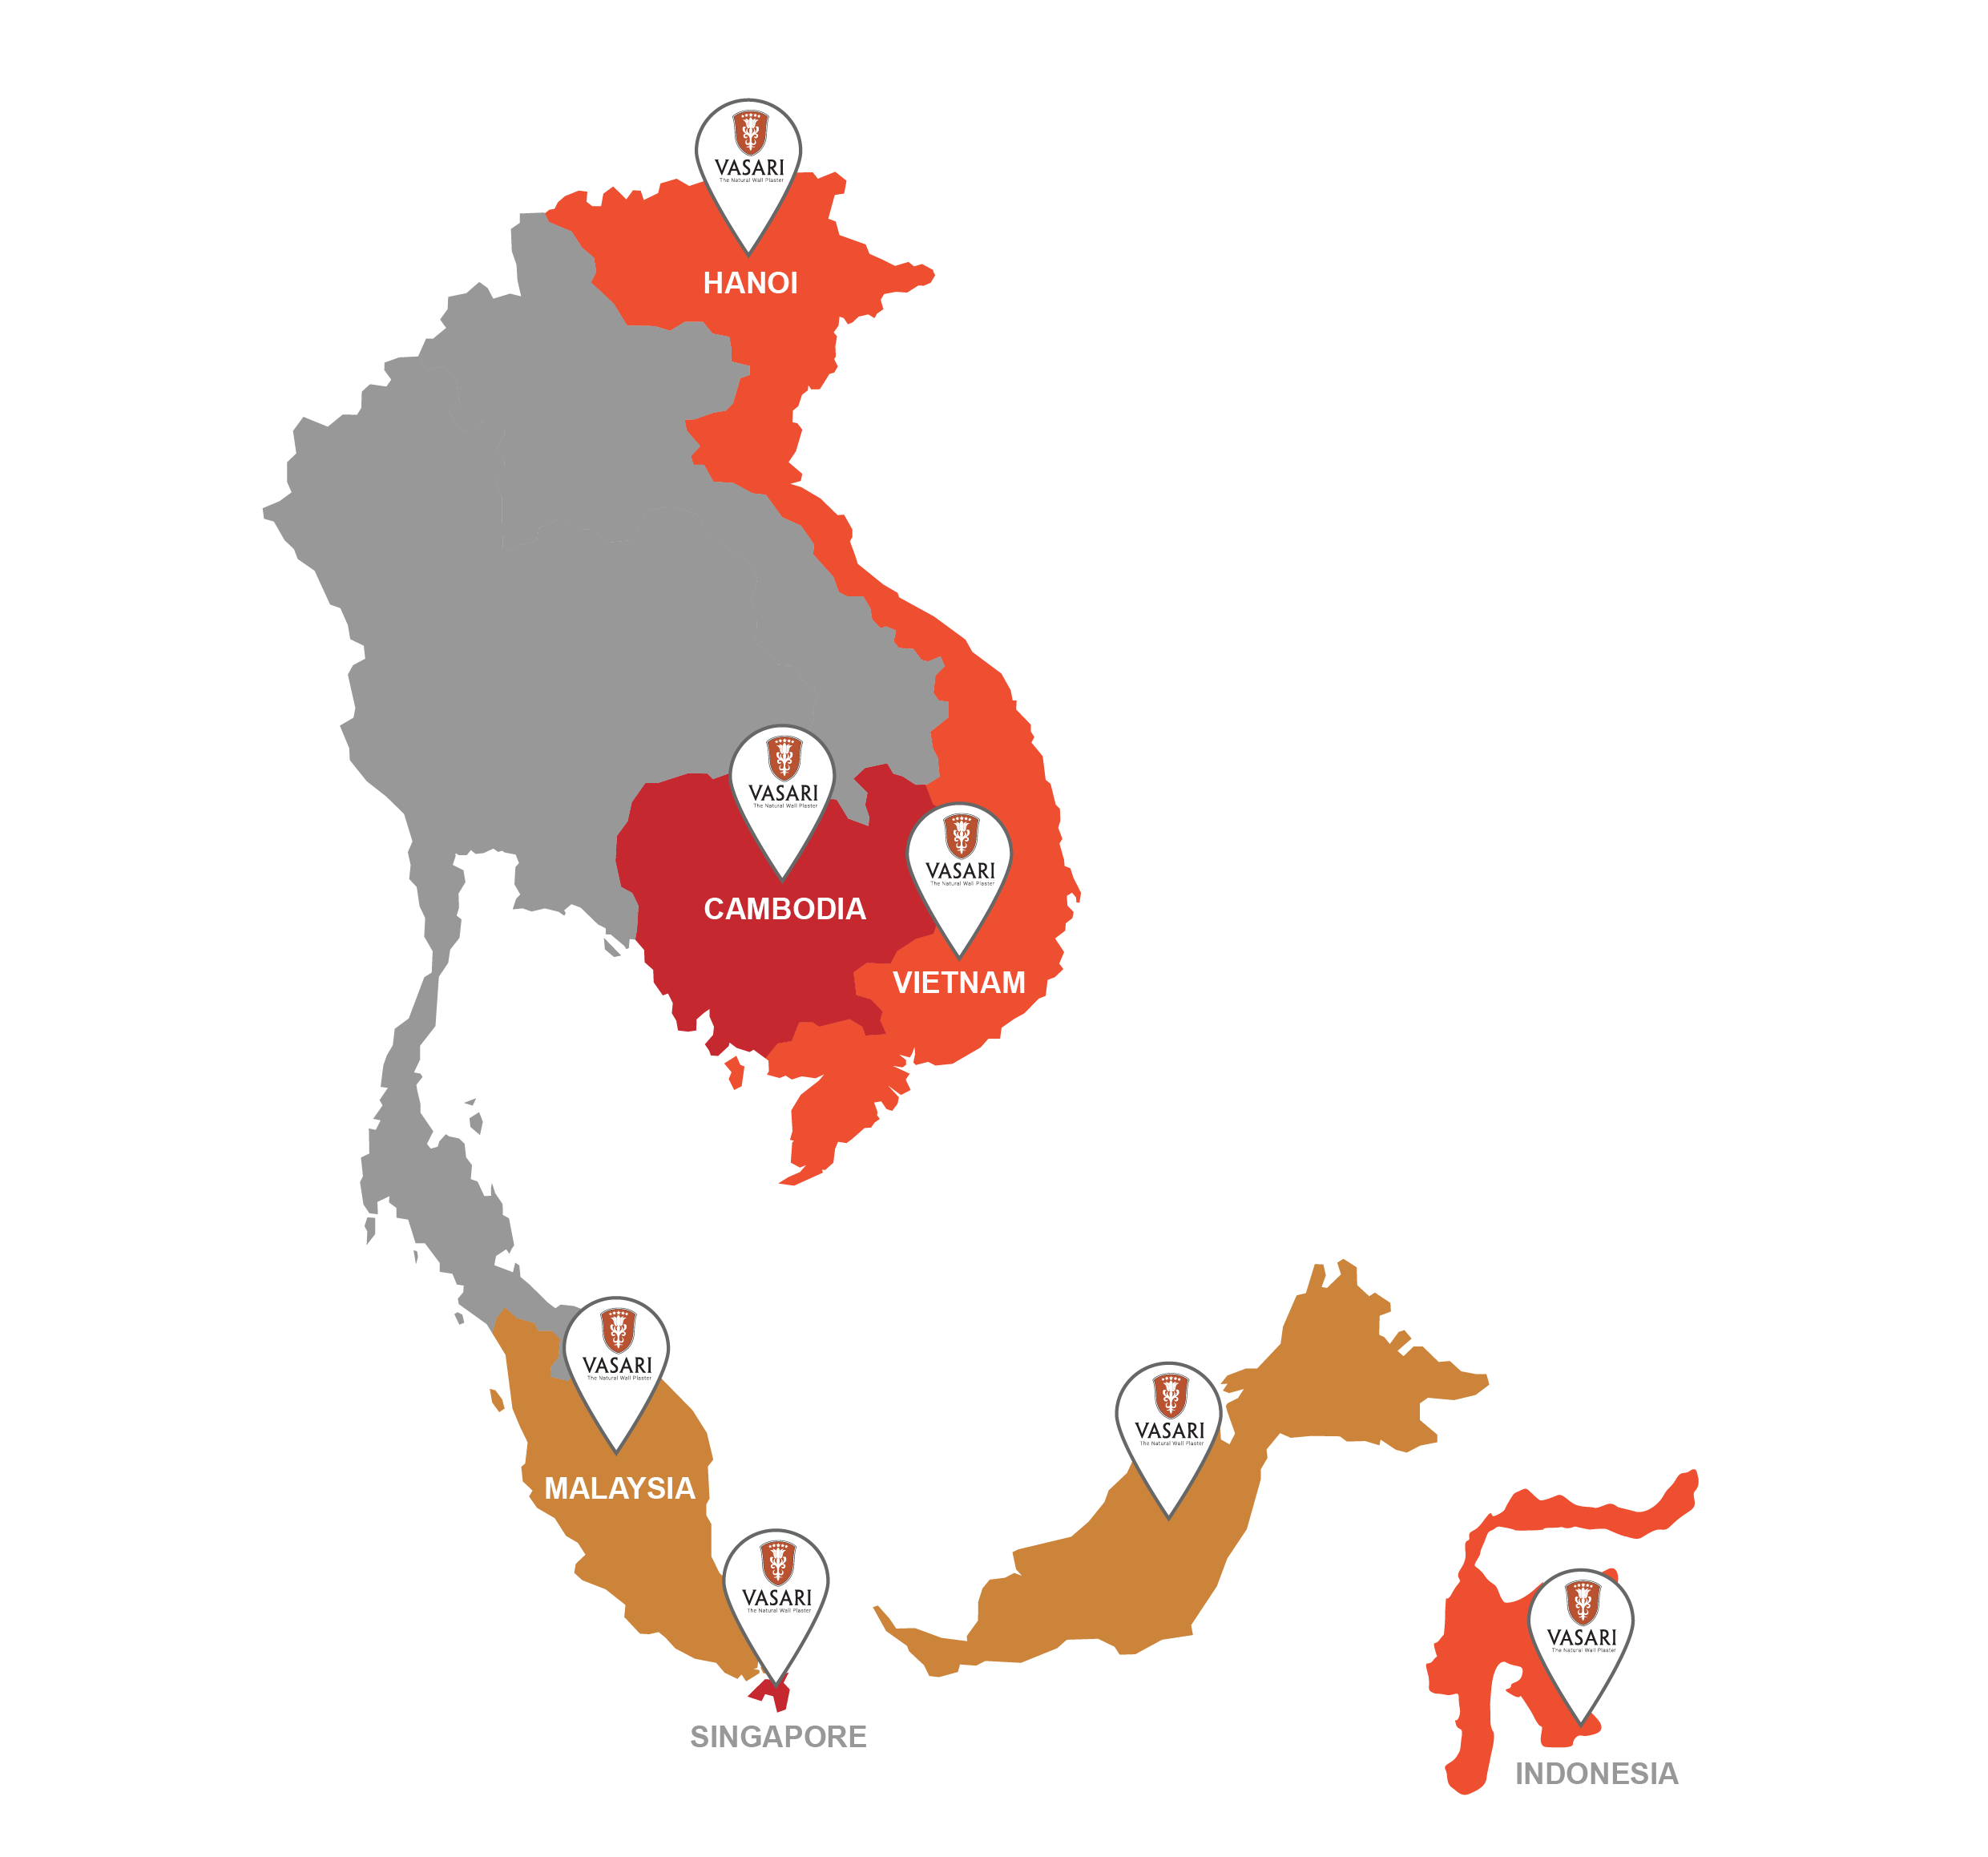 VASARI
The Natural Wall Plaster
HANOI
VASARI
The Natural Wall Plaster
CAMBODIA
VASARI
The Natural Wall Plaster
VIETNAM
VASARI
The Natural Wall Plaster
MALAYSIA
VASARI
The Natural Wall Plaster
VASARI
The Natural Wall Plaster
SINGAPORE
VASARI
The Natural Wall Plaster
INDONESIA